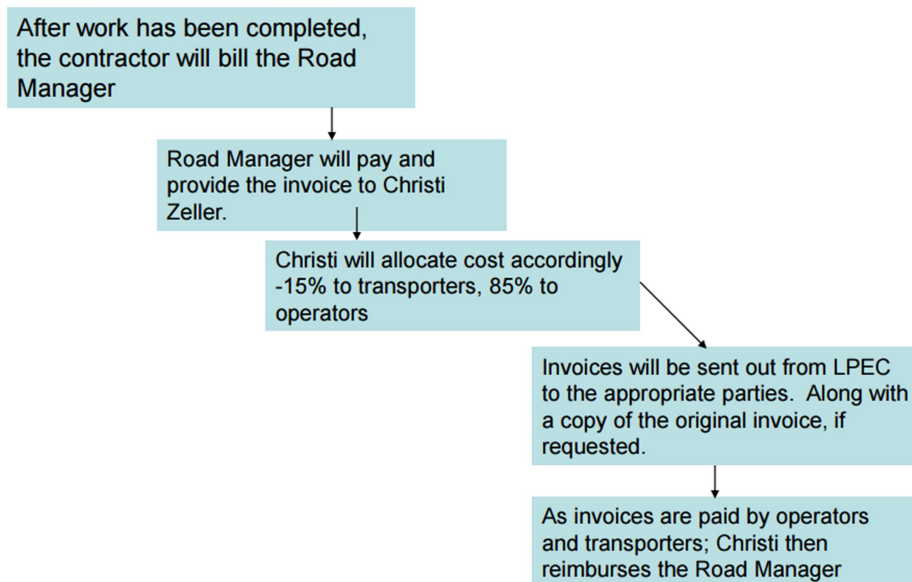 After work has been completed,
the contractor will bill the Road
Manager
Road Manager will pay and
provide the invoice to Christi
Zeller.
Christi will allocate cost accordingly
-15% to transporters, 85% to
operators
Invoices will be sent out from LPEC
to the appropriate parties.  Along with
a copy of the original invoice, if
requested.
As invoices are paid by operators
and transporters; Christi then
reimburses the Road Manager